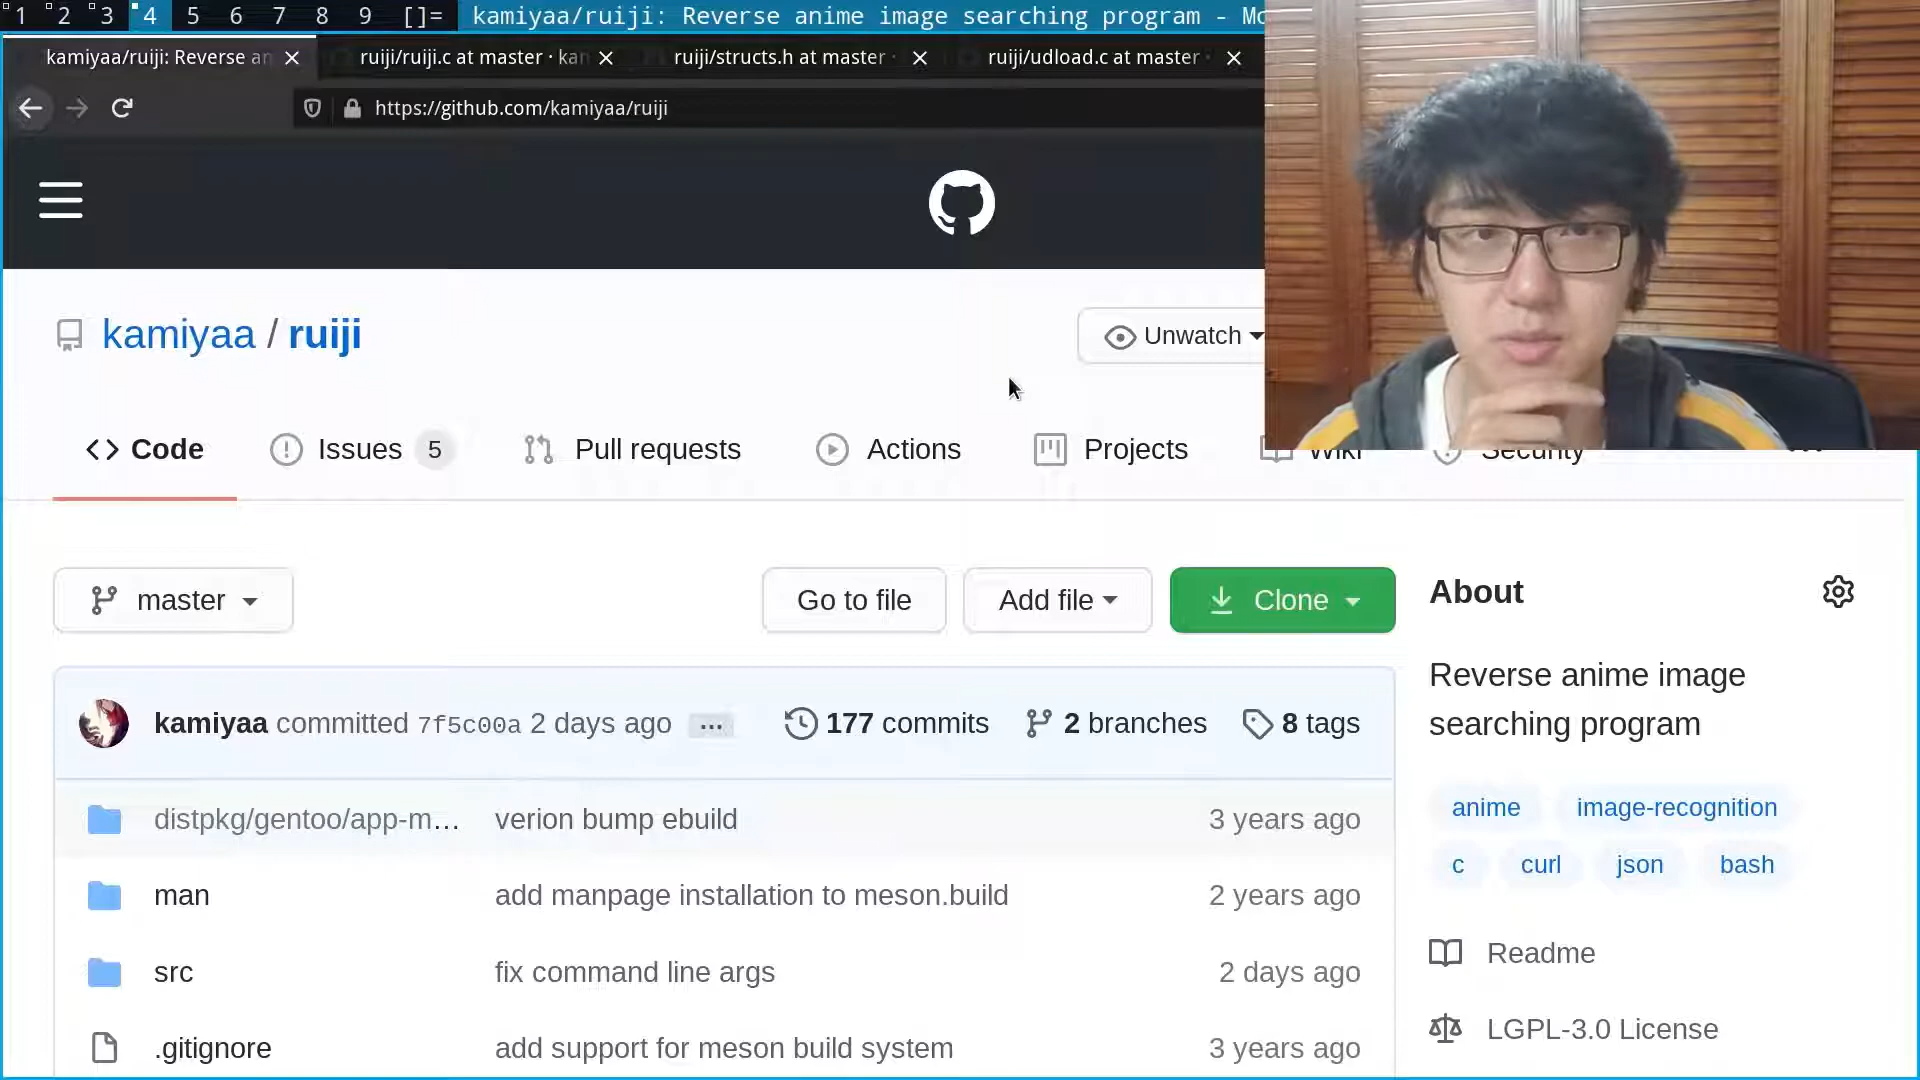 1 2 3 4 5 6 7 8 9 []= kamiyaa/ruiji: Reverse anime image searching program - Mo
kamiyaa/ruiji: Reverse an ruiji/ruiji.c at master · kan ruiji/structs.h at master · ruiji/udload.c at master ·
https://github.com/kamiyaa/ruiji
kamiyaa / ruiji
Unwatch
Code Issues 5 Pull requests Actions Projects Wiki Security
master Go to file Add file Clone
About
Reverse anime image
searching program
kamiyaa committed 7f5c00a 2 days ago ... 177 commits 2 branches 8 tags
anime image-recognition
c curl json bash
distpkg/gentoo/app-m... verion bump ebuild 3 years ago
man add manpage installation to meson.build 2 years ago
Readme
src fix command line args 2 days ago
LGPL-3.0 License
.gitignore add support for meson build system 3 years ago